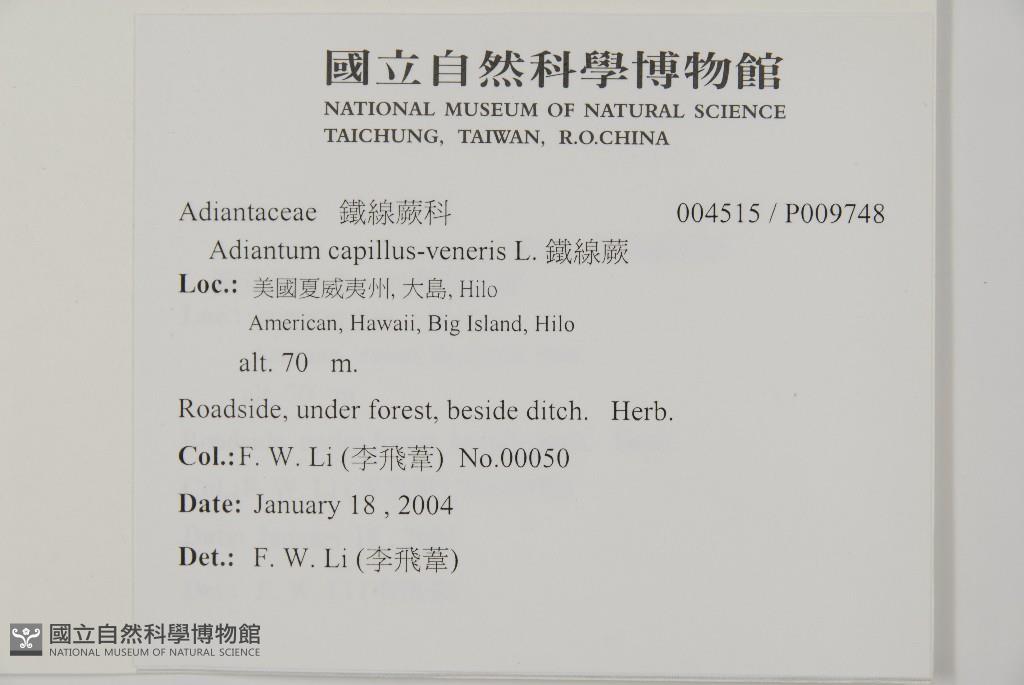 國立自然科學博物館
NATIONAL MUSEUM OF NATURAL SCIENCE
TAICHUNG, TAIWAN, R.O.CHINA
Adiantaceae 鐵線蕨科 004515 / P009748
Adiantum capillus-veneris L. 鐵線蕨
Loc.: 美國夏威夷州, 大島, Hilo
American, Hawaii, Big Island, Hilo
alt. 70 m.
Roadside, under forest, beside ditch. Herb.
Col.: F. W. Li (李飛葦) No.00050
Date: January 18 , 2004
Det.: F. W. Li (李飛葦)
國立自然科學博物館
NATIONAL MUSEUM OF NATURAL SCIENCE